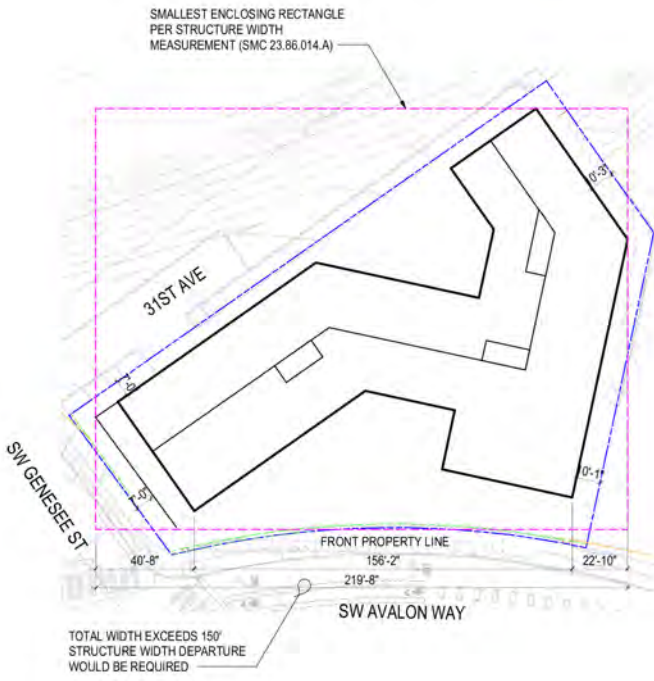 SMALLEST ENCLOSING RECTANGLE
PER STRUCTURE WIDTH
MEASUREMENT (SMC 23.86.014.A)
0'-3"
31ST AVE
SW GENESEE ST
0'-1"
FRONT PROPERTY LINE
40'-8"
156'-2"
22'-10"
219'-8"
SW AVALON WAY
TOTAL WIDTH EXCEEDS 150'
STRUCTURE WIDTH DEPARTURE
WOULD BE REQUIRED